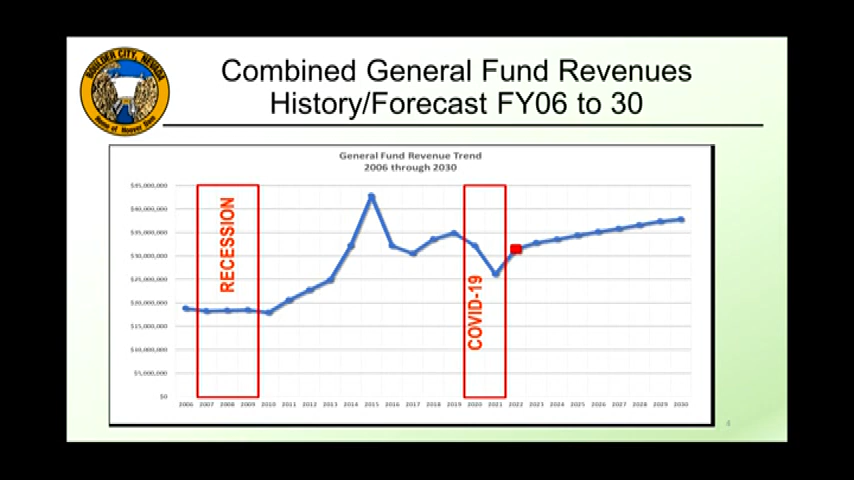 BOULDER CITY, NEVADA
Home of Hoover Dam
Combined General Fund Revenues
History/Forecast FY06 to 30
General Fund Revenue Trend
2006 through 2030
$45,000,000
$40,000,000
$35,000,000
$30,000,000
$25,000,000
$20,000,000
$15,000,000
$10,000,000
$5,000,000
$0
RECESSION
COVID-19
2006 2007 2008 2009 2010 2011 2012 2013 2014 2015 2016 2017 2018 2019 2020 2021 2022 2023 2024 2025 2026 2027 2028 2029 2030
4